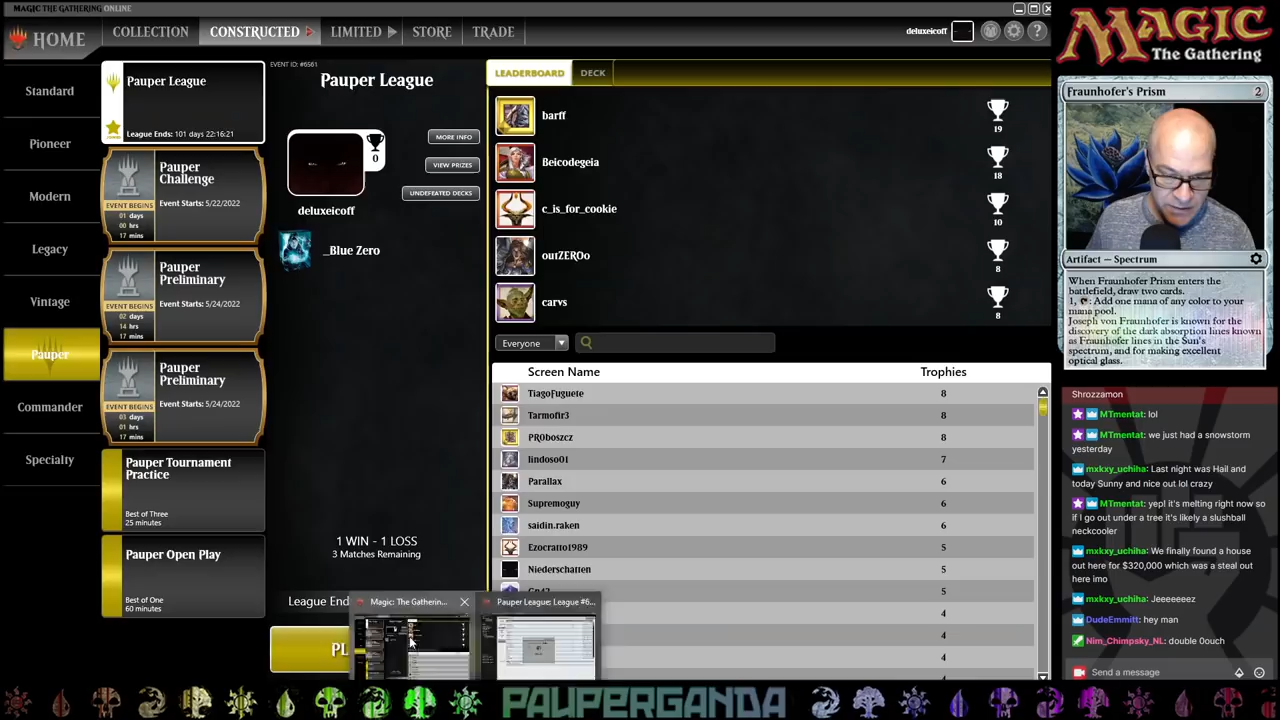 MAGIC THE GATHERING ONLINE
HOME
COLLECTION
CONSTRUCTED
LIMITED
STORE
TRADE
deluxeicoff
?
Standard
Pioneer
Modern
Legacy
Vintage
Pauper
Commander
Specialty
Pauper League
League Ends: 101 days 22:16:21
Pauper
Challenge
Event Starts: 5/22/2022
EVENT BEGINS
01
days
00
hrs
17
mins
Pauper
Preliminary
Event Starts: 5/24/2022
EVENT BEGINS
02
days
14
hrs
17
mins
Pauper
Preliminary
Event Starts: 5/24/2022
EVENT BEGINS
03
days
01
hrs
17
mins
Pauper Tournament
Practice
Best of Three
25 minutes
Pauper Open Play
Best of One
60 minutes
EVENT ID: #6561
Pauper League
0
MORE INFO
VIEW PRIZES
UNDEFEATED DECKS
deluxeicoff
_Blue Zero
1 WIN - 1 LOSS
3 Matches Remaining
League End
PL
Magic: The Gatherin...
Pauper League: League #6...
LEADERBOARD
DECK
barff
19
Beicodegeia
18
c_is_for_cookie
10
outZEROo
8
carvs
8
Everyone
Screen Name
Trophies
TiagoFuguete
8
Tarmofir3
8
PR0boszcz
8
lindoso01
7
Parallax
6
Supremoguy
6
saidin.raken
6
Ezocratto1989
5
Niederschatten
5
4
4
4
MAGIC
The Gathering
Fraunhofer's Prism
2
Artifact — Spectrum
When Fraunhofer Prism enters the
battlefield, draw two cards.
1, : Add one mana of any color to your
mana pool.
Joseph von Fraunhofer is known for the
discovery of the dark absorption lines known
as Fraunhofer lines in the Sun's
spectrum, and for making excellent
optical glass.
Shrozzamon
MTmentat: lol
MTmentat: we just had a snowstorm
yesterday
mxkxy_uchiha: Last night was Hail and
today Sunny and nice out lol crazy
MTmentat: yep! it's melting right now so
if I go out under a tree it's likely a slushball
neckcooler
mxkxy_uchiha: We finally found a house
out here for $320,000 which was a steal out
here imo
mxkxy_uchiha: Jeeeeeeez
DudeEmmitt: hey man
Nim_Chimpsky_NL: double 0uch
Send a message
PAUPERGANDA